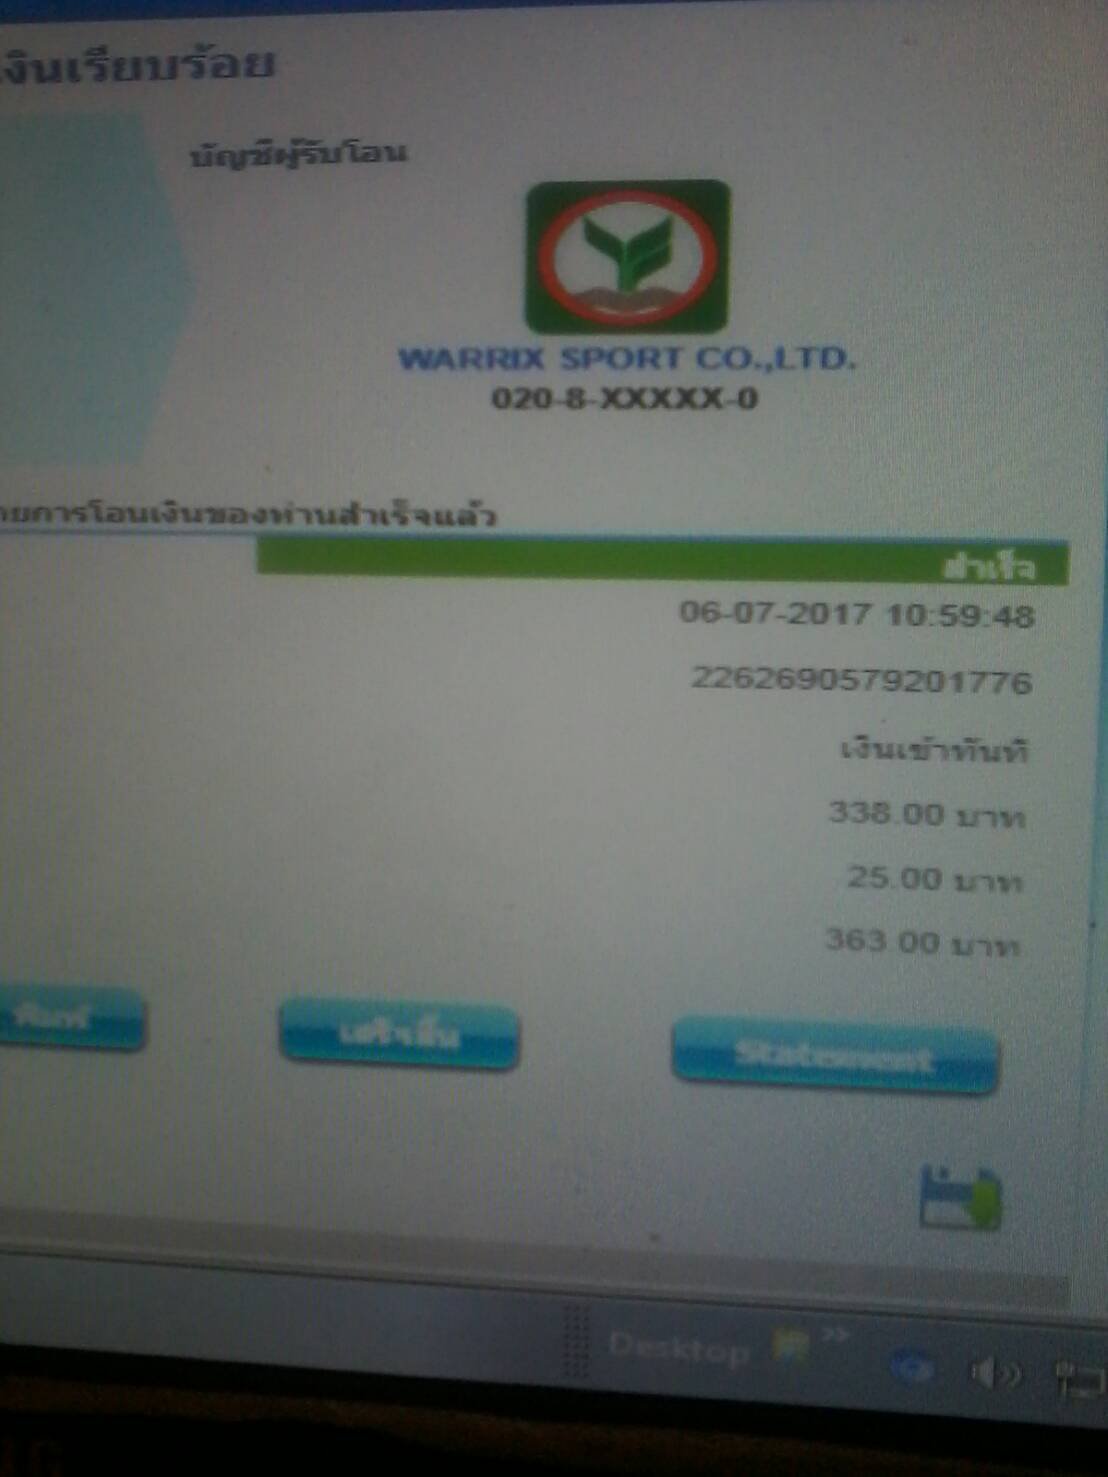 เงินเรียบร้อย
บัญชีผู้รับโอน
WARRIX SPORT CO.,LTD.
020-8-XXXXX-0
ายการโอนเงินของท่านสำเร็จแล้ว
สำเร็จ
06-07-2017 10:59:48
2262690579201776
เงินเข้าทันที
338.00 บาท
25.00 บาท
363.00 บาท
พิมพ์
เสร็จสิ้น
Statement
Desktop